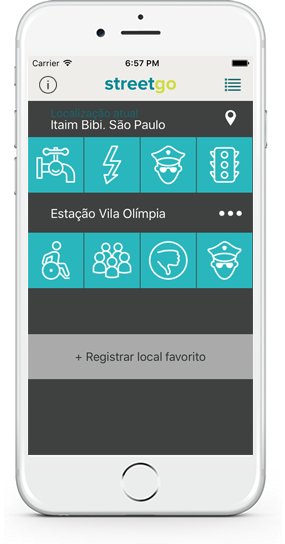 Carrier 6:57 PM
streetgo
Localização atual
Itaim Bibi. São Paulo
Estação Vila Olímpia
+ Registrar local favorito